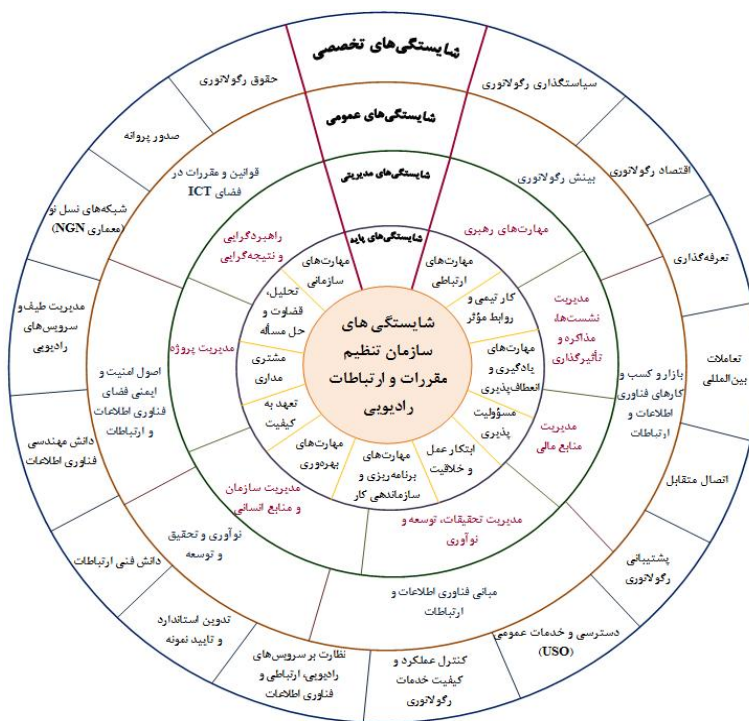 شایستگی‌های تخصصی
شایستگی‌های عمومی
شایستگی‌های مدیریتی
شایستگی‌های پایه
شایستگی های
سازمان تنظیم
مقررات و ارتباطات
رادیویی
مهارت‌های
ارتباطی
کار تیمی و
روابط مؤثر
مهارت‌های
یادگیری و
انعطاف‌پذیری
مسؤولیت
پذیری
ابتکار عمل
و خلاقیت
مهارت‌های
برنامه‌ریزی و
سازماندهی کار
مهارت‌های
بهره‌وری
تعهد به
کیفیت
مشتری
مداری
تحلیل،
قضاوت و
حل مسأله
مهارت‌های
سازمانی
مهارت‌های رهبری
مدیریت
نشست‌ها،
مذاکره و
تأثیرگذاری
مدیریت
منابع مالی
مدیریت تحقیقات، توسعه و
نوآوری
مدیریت سازمان
و منابع انسانی
مدیریت پروژه
راهبردگرایی
و نتیجه‌گرایی
بینش رگولاتوری
بازار و کسب و
کارهای فناوری
اطلاعات و
ارتباطات
مبانی فناوری اطلاعات و
ارتباطات
نوآوری و تحقیق
و توسعه
اصول امنیت و
ایمنی فضای
فناوری اطلاعات
و ارتباطات
قوانین و مقررات در
فضای ICT
سیاستگذاری رگولاتوری
اقتصاد رگولاتوری
تعرفه‌گذاری
تعاملات
بین‌المللی
اتصال متقابل
پشتیبانی
رگولاتوری
دسترسی و خدمات عمومی
(USO)
کنترل عملکرد و
کیفیت خدمات
رگولاتوری
نظارت بر سرویس‌های
رادیویی، ارتباطی و
فناوری اطلاعات
تدوین استاندارد
و تایید نمونه
دانش فنی ارتباطات
دانش مهندسی
فناوری اطلاعات
مدیریت طیف و
سرویس‌های
رادیویی
شبکه‌های نسل نو
(معماری NGN)
صدور پروانه
حقوق رگولاتوری